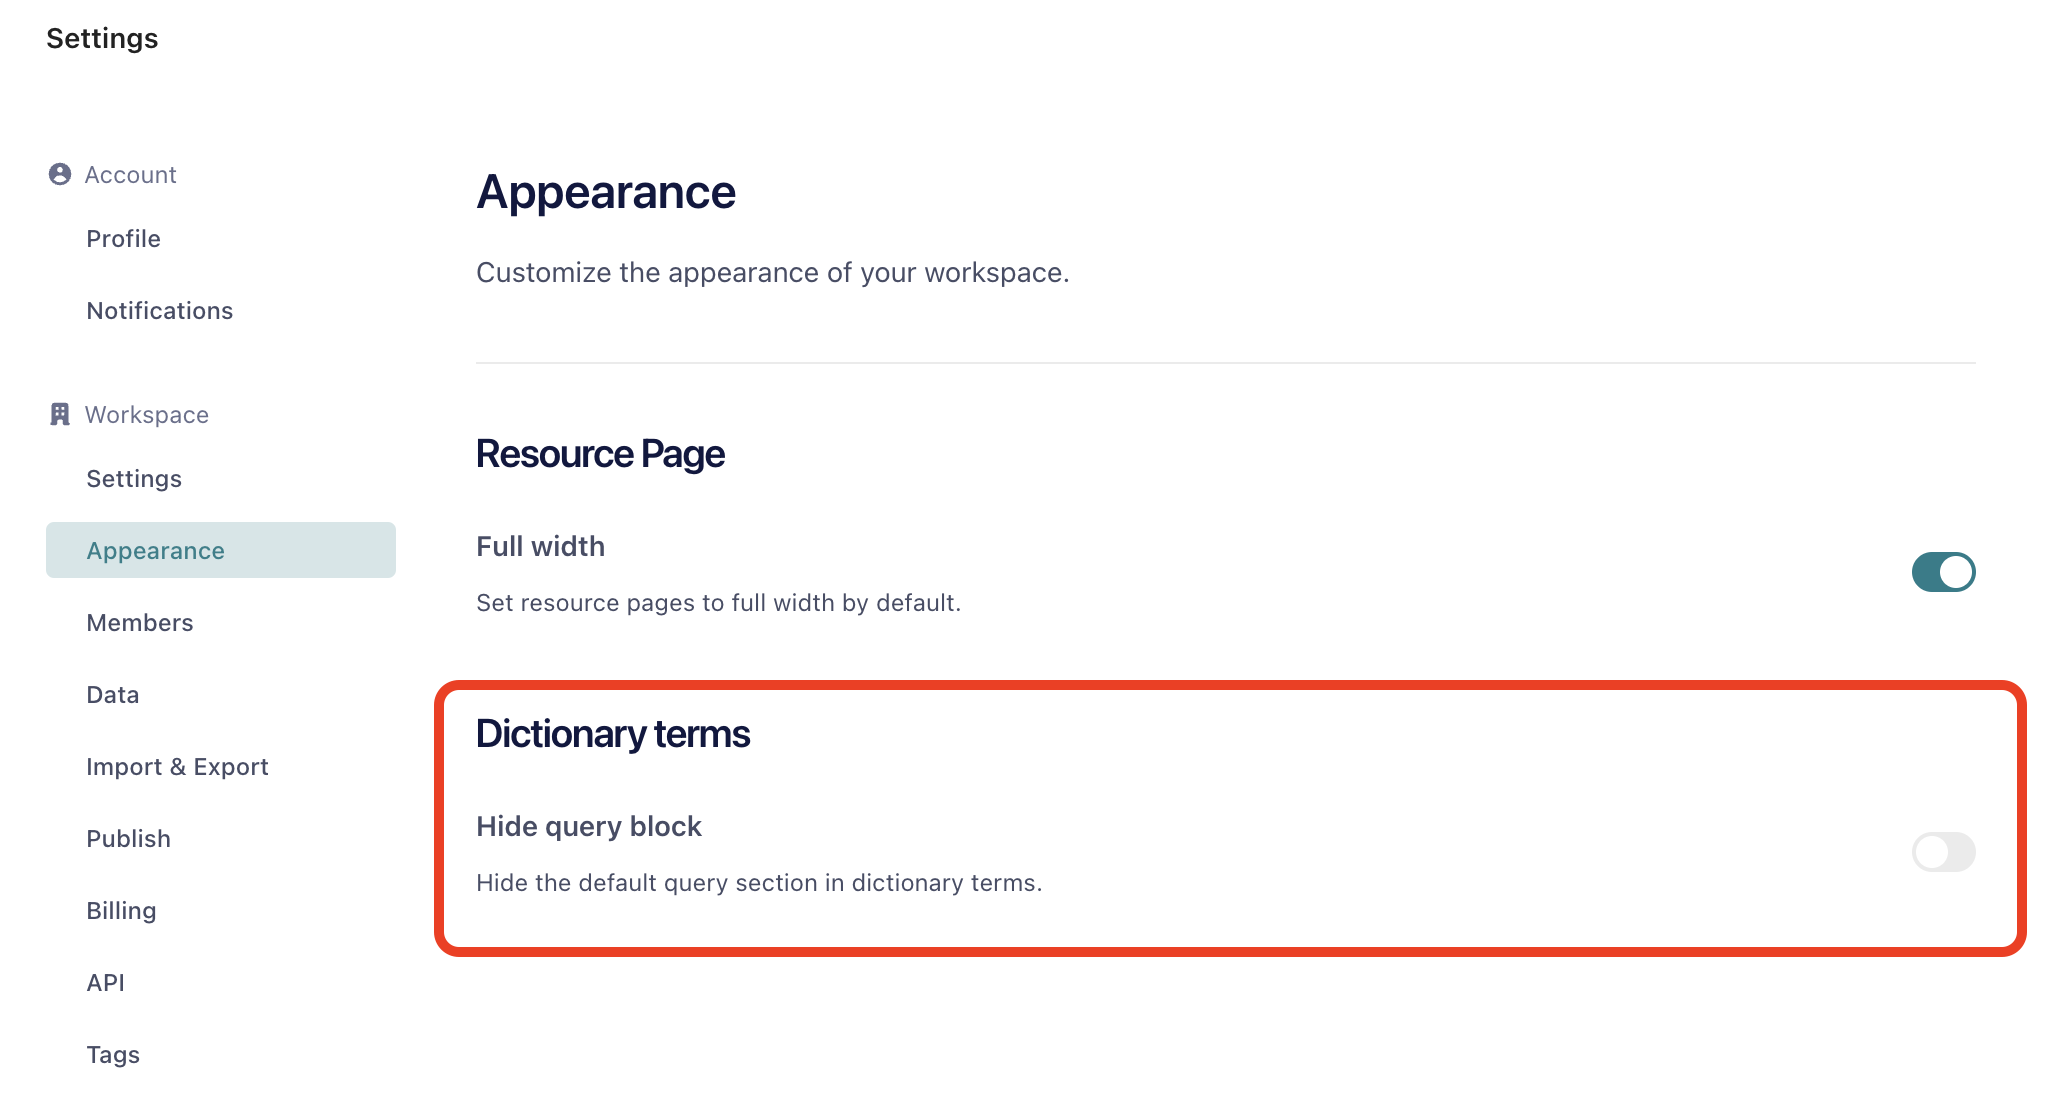 Settings
Account
Profile
Notifications
Workspace
Settings
Appearance
Members
Data
Import & Export
Publish
Billing
API
Tags
Appearance
Customize the appearance of your workspace.
Resource Page
Full width
Set resource pages to full width by default.
Dictionary terms
Hide query block
Hide the default query section in dictionary terms.